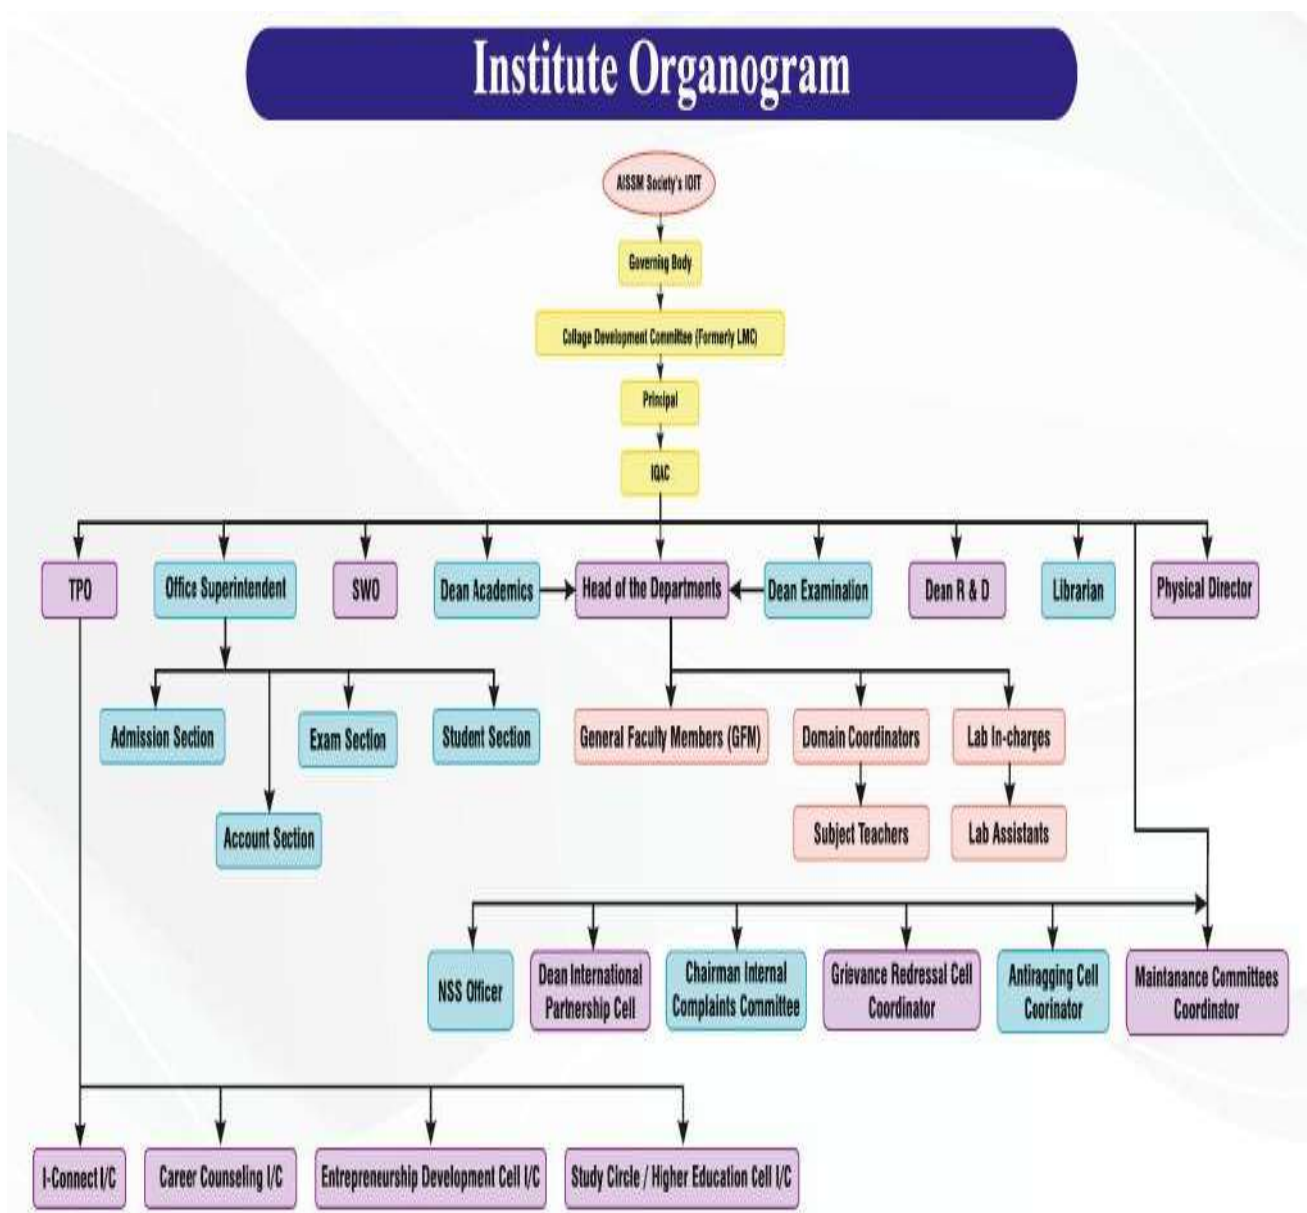 Institute Organogram
AISSM Society's IOIT
Governing Body
Collage Development Committee (Formerly LMC)
Principal
IQAC
TPO
Office Superintendent
SWO
Dean Academics
Head of the Departments
Dean Examination
Dean R & D
Librarian
Physical Director
Admission Section
Exam Section
Student Section
General Faculty Members (GFM)
Domain Coordinators
Lab In-charges
Account Section
Subject Teachers
Lab Assistants
NSS Officer
Dean International
Partnership Cell
Chairman Internal
Complaints Committee
Grievance Redressal Cell
Coordinator
Antiragging Cell
Coorinator
Maintanance Committees
Coordinator
I-Connect I/C
Career Counseling I/C
Entrepreneurship Development Cell I/C
Study Circle / Higher Education Cell I/C